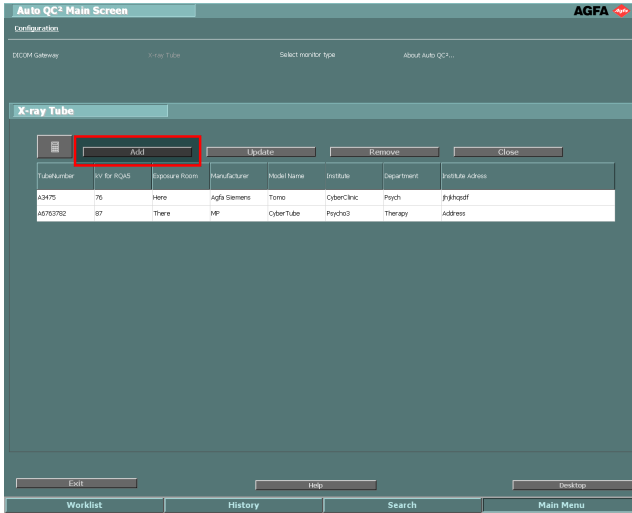 Auto QC² Main Screen
AGFA
Configuration
DICOM Gateway X-ray Tube Select monitor type About Auto QC²...
X-ray Tube
Add Update Remove Close
TubeNumber kV for RQA5 Exposure Room Manufacturer Model Name Institute Department Institute Adress
A3475 76 Here Agfa Siemens Tomo CyberClinic Psych jhjkhqsdf
A6763782 87 There MP CyberTube Psycho3 Therapy Address
Exit Help Desktop
Worklist History Search Main Menu